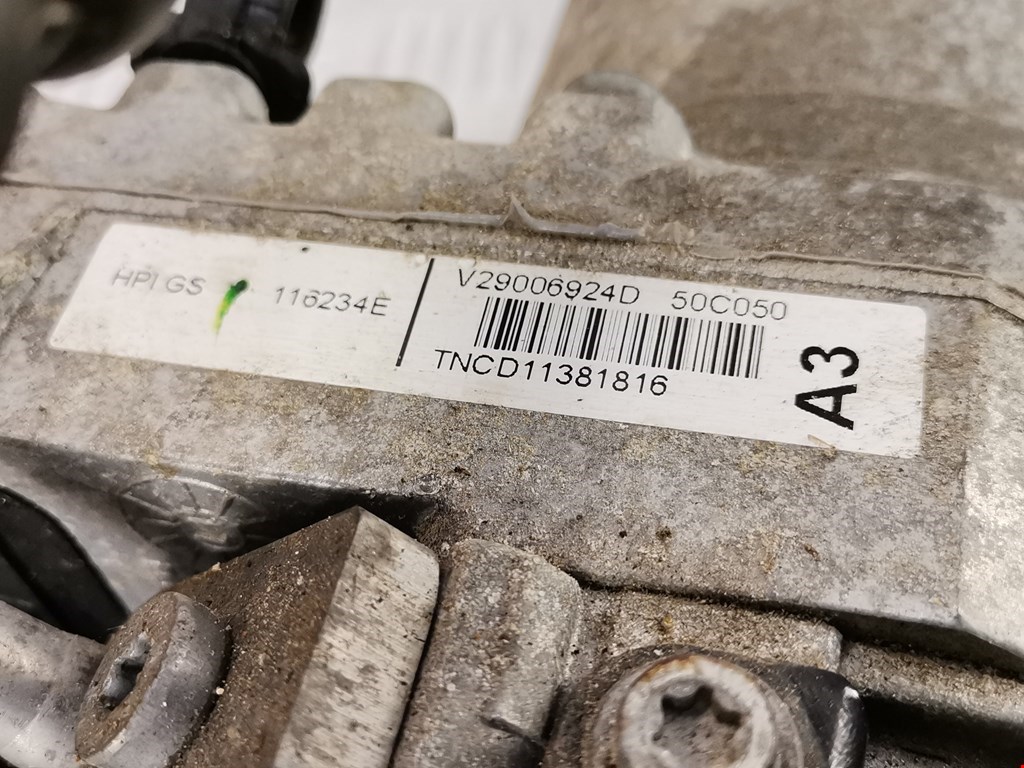 HPI GS 116234E
V29006924D 50C050
TNCD11381816
A3